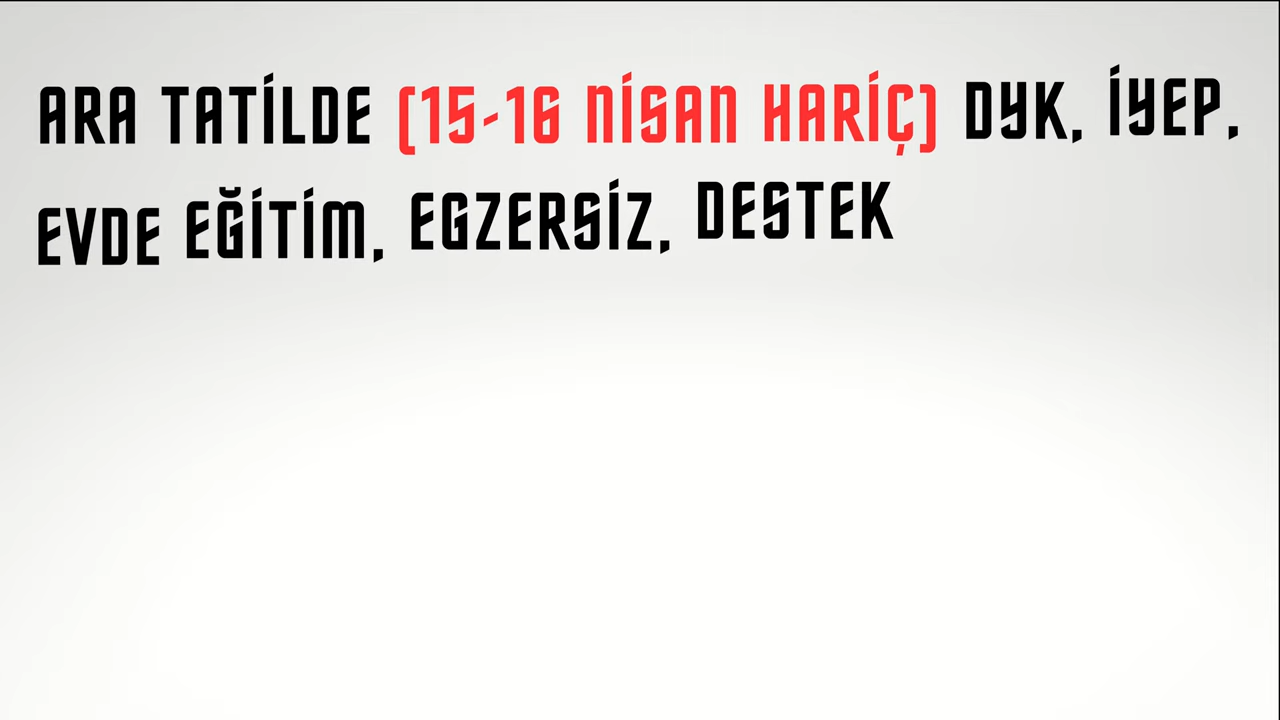 ARA TATİLDE (15-16 NİSAN HARİÇ) DYK, İYEP,
EVDE EĞİTİM, EGZERSİZ, DESTEK